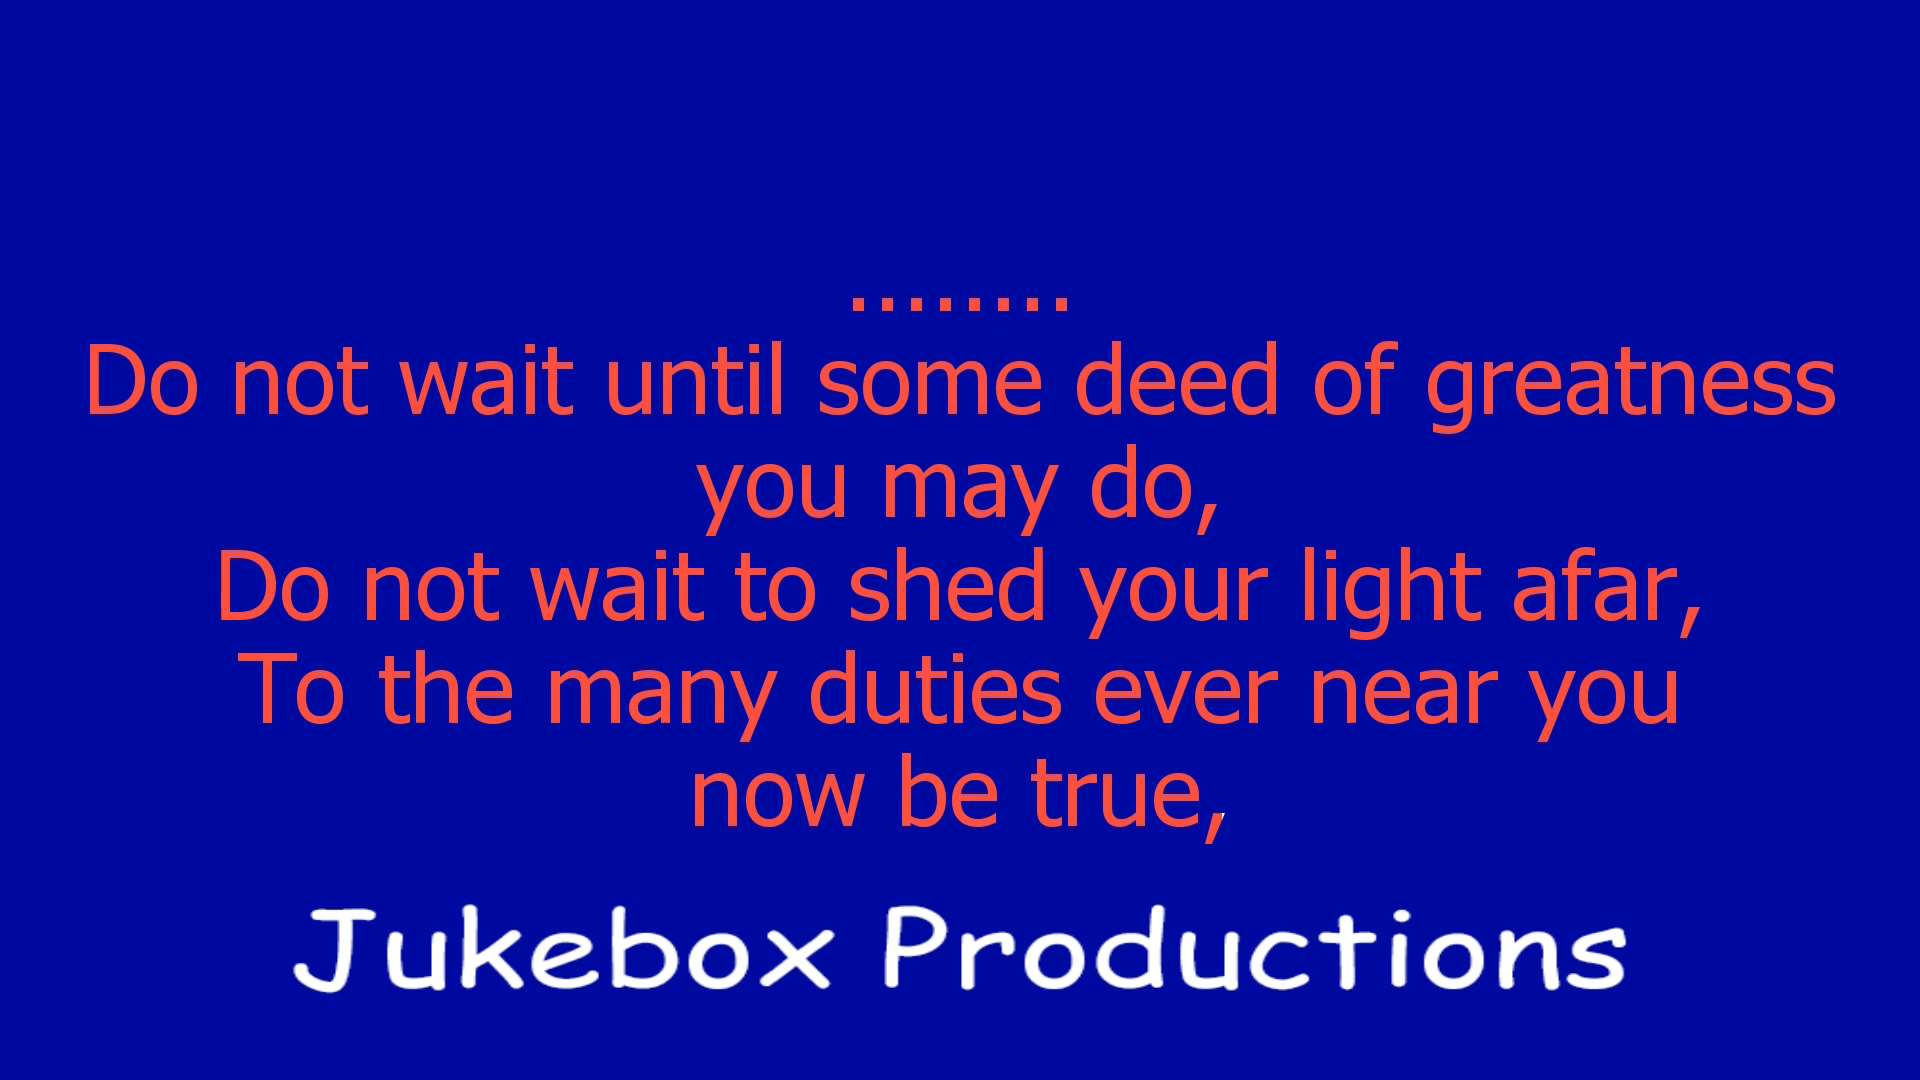 ........
Do not wait until some deed of greatness
you may do,
Do not wait to shed your light afar,
To the many duties ever near you
now be true,
Jukebox Productions